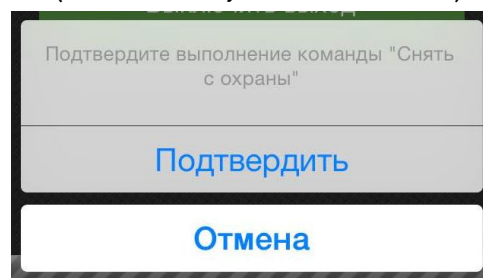 Подтвердите выполнение команды "Снять
с охраны"
Подтвердить
Отмена